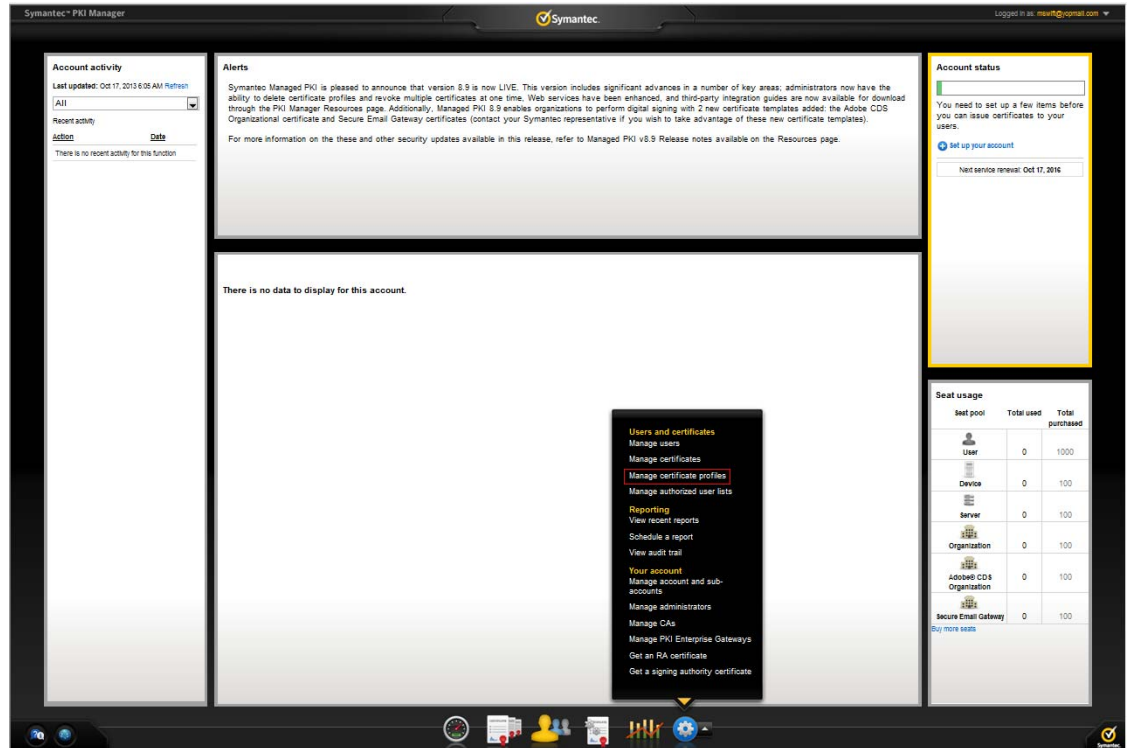 Symantec™ PKI Manager
Symantec.
Logged in as: mswift@yopmail.com
Account activity
Last updated: Oct 17, 2013 6:05 AM Refresh
All
Recent activity
Action Date
There is no recent activity for this function
Alerts
Symantec Managed PKI is pleased to announce that version 8.9 is now LIVE. This version includes significant advances in a number of key areas; administrators now have the
ability to delete certificate profiles and revoke multiple certificates at one time, Web services have been enhanced, and third-party integration guides are now available for download
through the PKI Manager Resources page. Additionally, Managed PKI 8.9 enables organizations to perform digital signing with 2 new certificate templates added: the Adobe CDS
Organizational certificate and Secure Email Gateway certificates (contact your Symantec representative if you wish to take advantage of these new certificate templates).
For more information on the these and other security updates available in this release, refer to Managed PKI v8.9 Release notes available on the Resources page.
There is no data to display for this account.
Account status
You need to set up a few items before
you can issue certificates to your
users.
Set up your account
Next service renewal: Oct 17, 2016
Seat usage
Seat pool Total used Total
purchased
User 0 1000
Device 0 100
Server 0 100
Organization 0 100
Adobe® CDS
Organization 0 100
Secure Email Gateway 0 100
Buy more seats
Users and certificates
Manage users
Manage certificates
Manage certificate profiles
Manage authorized user lists
Reporting
View recent reports
Schedule a report
View audit trail
Your account
Manage account and sub-
accounts
Manage administrators
Manage CAs
Manage PKI Enterprise Gateways
Get an RA certificate
Get a signing authority certificate
Symantec.